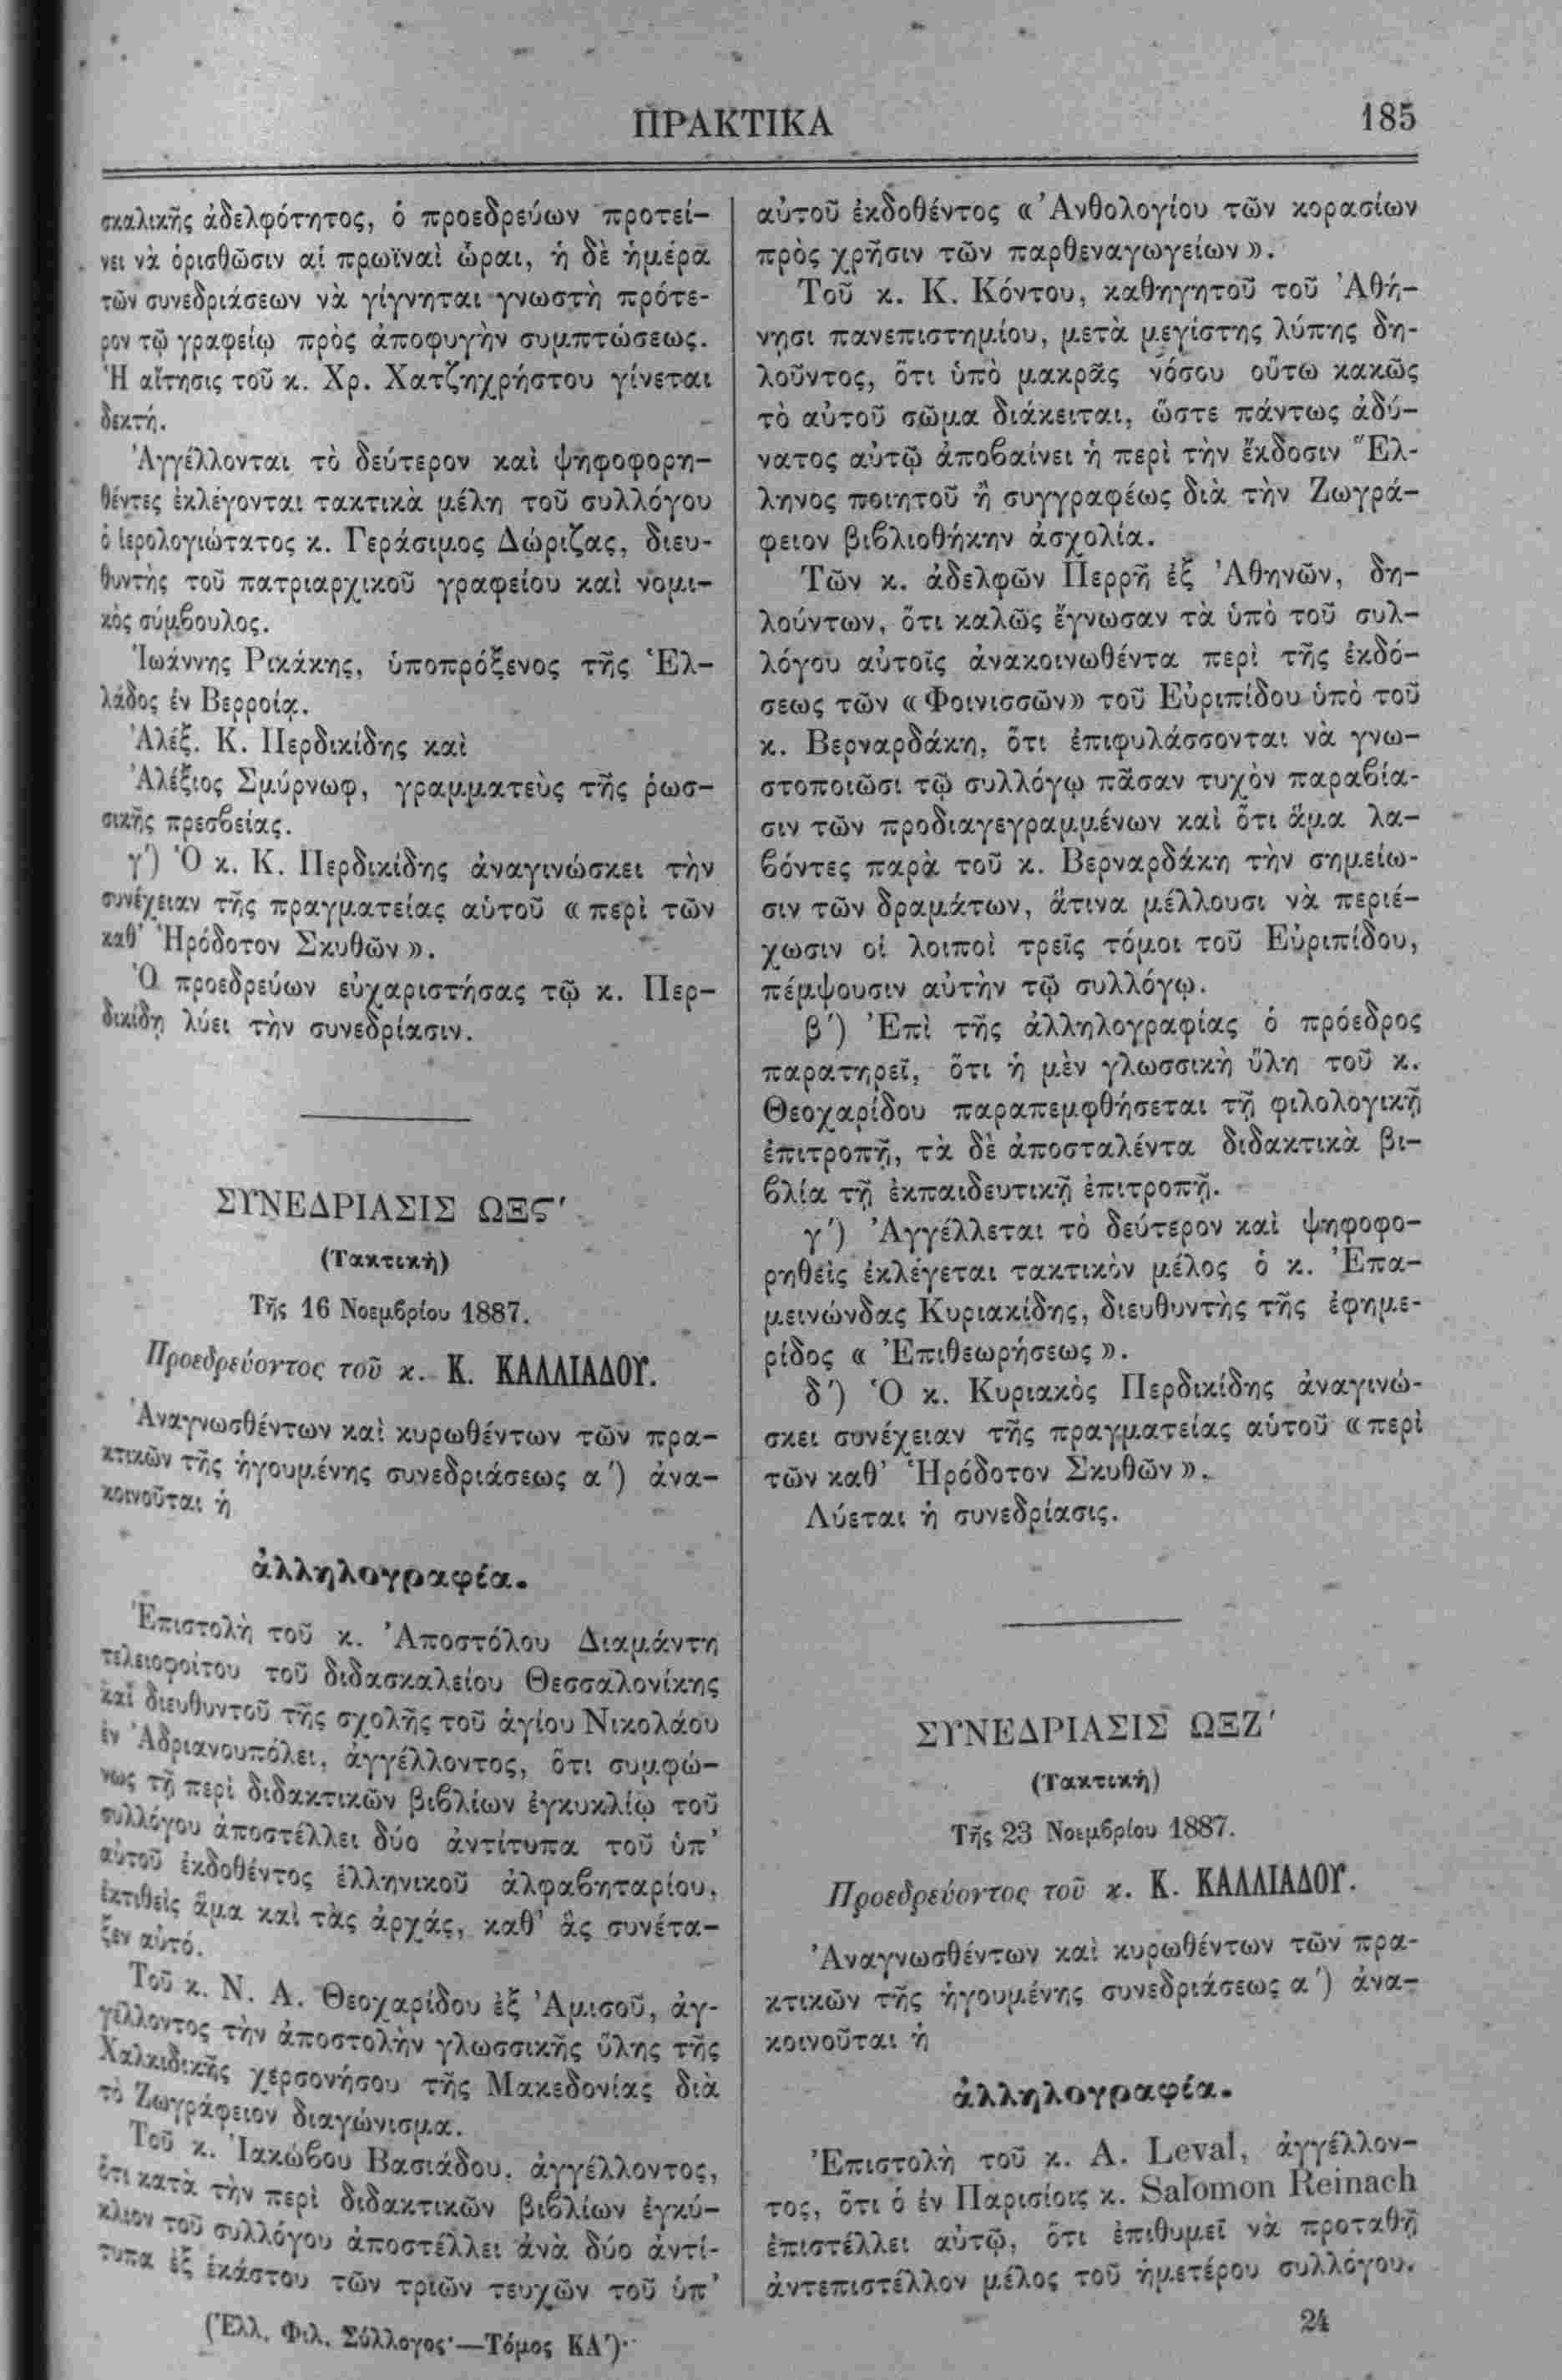 ΠΡΑΚΤΙΚΑ
185
σκαλικῆς ἀδελφότητος, ὁ προεδρεύων προτεί-
νει νὰ ὁρισθῶσιν αἱ πρωϊναὶ ὧραι, ἡ δὲ ἡμέρα
τῶν συνεδριάσεων νὰ γίγνηται γνωστὴ πρότε-
ρον τῷ γραφείῳ πρὸς ἀποφυγὴν συμπτώσεως.
Ἡ αἴτησις τοῦ κ. Χρ. Χατζηχρήστου γίνεται
δεκτή.
Ἀγγέλλονται τὸ δεύτερον καὶ ψηφοφορη-
θέντες ἐκλέγονται τακτικὰ μέλη τοῦ συλλόγου
ὁ ἱερολογιώτατος κ. Γεράσιμος Δώριζας, διευ-
θυντὴς τοῦ πατριαρχικοῦ γραφείου καὶ νομι-
κὸς σύμβουλος.
Ἰωάννης Ρικάκης, ὑποπρόξενος τῆς Ἑλ-
λάδος ἐν Βερροίᾳ.
Ἀλέξ. Κ. Περδικίδης καὶ
Ἀλέξιος Σμύρνωφ, γραμματεὺς τῆς ῥωσ-
σικῆς πρεσβείας.
γ') Ὁ κ. Κ. Περδικίδης ἀναγινώσκει τὴν
συνέχειαν τῆς πραγματείας αὑτοῦ «περὶ τῶν
καθ' Ἡρόδοτον Σκυθῶν».
Ὁ προεδρεύων εὐχαριστήσας τῷ κ. Περ-
δικίδῃ λύει τὴν συνεδρίασιν.
ΣΥΝΕΔΡΙΑΣΙΣ ΩΞϚ'
(Τακτικὴ)
Τῆς 16 Νοεμβρίου 1887.
Προεδρεύοντος τοῦ κ. Κ. ΚΑΛΛΙΑΔΟΥ.
Ἀναγνωσθέντων καὶ κυρωθέντων τῶν πρα-
κτικῶν τῆς ἡγουμένης συνεδριάσεως α') ἀνα-
κοινοῦται ἡ
ἀλληλογραφία.
Ἐπιστολὴ τοῦ κ. Ἀποστόλου Διαμάντη
τελειοφοίτου τοῦ διδασκαλείου Θεσσαλονίκης
καὶ διευθυντοῦ τῆς σχολῆς τοῦ ἁγίου Νικολάου
ἐν Ἀδριανουπόλει, ἀγγέλλοντος, ὅτι συμφώ-
νως τῇ περὶ διδακτικῶν βιβλίων ἐγκυκλίῳ τοῦ
συλλόγου ἀποστέλλει δύο ἀντίτυπα τοῦ ὑπ'
αὐτοῦ ἐκδοθέντος ἑλληνικοῦ ἀλφαβηταρίου,
ἐκτιθεὶς ἅμα καὶ τὰς ἀρχάς, καθ' ἃς συνέτα-
ξεν αὐτό.
Τοῦ κ. Ν. Α. Θεοχαρίδου ἐξ Ἀμισοῦ, ἀγ-
γέλλοντος τὴν ἀποστολὴν γλωσσικῆς ὕλης τῆς
Χαλκιδικῆς χερσονήσου τῆς Μακεδονίας διὰ
τὸ Ζωγράφειον διαγώνισμα.
Τοῦ κ. Ἰακώβου Βασιάδου, ἀγγέλλοντος,
ὅτι κατὰ τὴν περὶ διδακτικῶν βιβλίων ἐγκύ-
κλιον τοῦ συλλόγου ἀποστέλλει ἀνὰ δύο ἀντί-
τυπα ἐξ ἑκάστου τῶν τριῶν τευχῶν τοῦ ὑπ'
(Ἑλλ. Φιλ. Σύλλογος·—Τόμος ΚΑ')·
αὐτοῦ ἐκδοθέντος «Ἀνθολογίου τῶν κορασίων
πρὸς χρῆσιν τῶν παρθεναγωγείων».
Τοῦ κ. Κ. Κόντου, καθηγητοῦ τοῦ Ἀθή-
νησι πανεπιστημίου, μετὰ μεγίστης λύπης δη-
λοῦντος, ὅτι ὑπὸ μακρᾶς νόσου οὕτω κακῶς
τὸ αὐτοῦ σῶμα διάκειται, ὥστε πάντως ἀδύ-
νατος αὐτῷ ἀποβαίνει ἡ περὶ τὴν ἔκδοσιν Ἕλ-
ληνος ποιητοῦ ἢ συγγραφέως διὰ τὴν Ζωγρά-
φειον βιβλιοθήκην ἀσχολία.
Τῶν κ. ἀδελφῶν Περρῆ ἐξ Ἀθηνῶν, δη-
λούντων, ὅτι καλῶς ἔγνωσαν τὰ ὑπὸ τοῦ συλ-
λόγου αὐτοῖς ἀνακοινωθέντα περὶ τῆς ἐκδό-
σεως τῶν «Φοινισσῶν» τοῦ Εὐριπίδου ὑπὸ τοῦ
κ. Βερναρδάκη, ὅτι ἐπιφυλάσσονται νὰ γνω-
στοποιῶσι τῷ συλλόγῳ πᾶσαν τυχὸν παραβία-
σιν τῶν προδιαγεγραμμένων καὶ ὅτι ἅμα λα-
βόντες παρὰ τοῦ κ. Βερναρδάκη τὴν σημείω-
σιν τῶν δραμάτων, ἅτινα μέλλουσι νὰ περιέ-
χωσιν οἱ λοιποὶ τρεῖς τόμοι τοῦ Εὐριπίδου,
πέμψουσιν αὐτὴν τῷ συλλόγῳ.
β') Ἐπὶ τῆς ἀλληλογραφίας ὁ πρόεδρος
παρατηρεῖ, ὅτι ἡ μὲν γλωσσικὴ ὕλη τοῦ κ.
Θεοχαρίδου παραπεμφθήσεται τῇ φιλολογικῇ
ἐπιτροπῇ, τὰ δὲ ἀποσταλέντα διδακτικὰ βι-
βλία τῇ ἐκπαιδευτικῇ ἐπιτροπῇ.
γ') Ἀγγέλλεται τὸ δεύτερον καὶ ψηφοφο-
ρηθεὶς ἐκλέγεται τακτικὸν μέλος ὁ κ. Ἐπα-
μεινώνδας Κυριακίδης, διευθυντὴς τῆς ἐφημε-
ρίδος «Ἐπιθεωρήσεως».
δ') Ὁ κ. Κυριακὸς Περδικίδης ἀναγινώ-
σκει συνέχειαν τῆς πραγματείας αὑτοῦ «περὶ
τῶν καθ' Ἡρόδοτον Σκυθῶν».
Λύεται ἡ συνεδρίασις.
ΣΥΝΕΔΡΙΑΣΙΣ ΩΞΖ'
(Τακτικὴ)
Τῆς 23 Νοεμβρίου 1887.
Προεδρεύοντος τοῦ κ. Κ. ΚΑΛΛΙΑΔΟΥ.
Ἀναγνωσθέντων καὶ κυρωθέντων τῶν πρα-
κτικῶν τῆς ἡγουμένης συνεδριάσεως α') ἀνα-
κοινοῦται ἡ
ἀλληλογραφία.
Ἐπιστολὴ τοῦ κ. A. Leval, ἀγγέλλον-
τος, ὅτι ὁ ἐν Παρισίοις κ. Salomon Reinach
ἐπιστέλλει αὐτῷ, ὅτι ἐπιθυμεῖ νὰ προταθῇ
ἀντεπιστέλλον μέλος τοῦ ἡμετέρου συλλόγου.
24